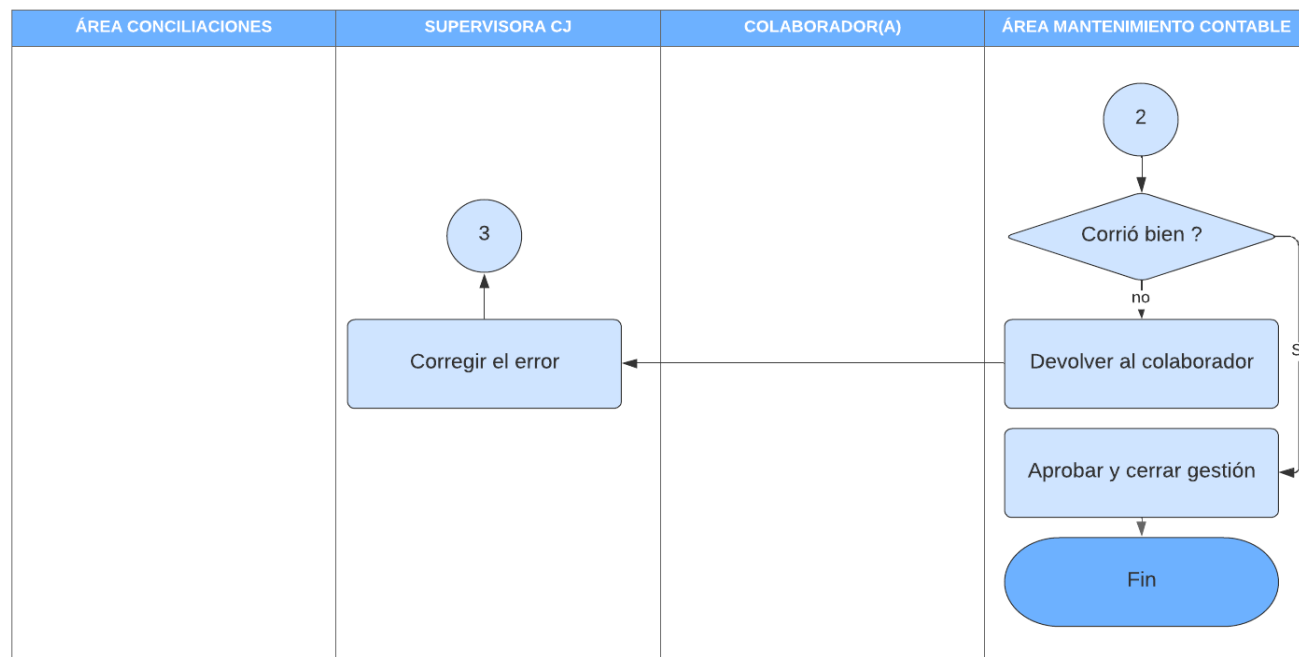 ÁREA CONCILIACIONES
SUPERVISORA CJ
COLABORADOR(A)
ÁREA MANTENIMIENTO CONTABLE
2
Corrió bien ?
3
no
Corregir el error
Devolver al colaborador
S
Aprobar y cerrar gestión
Fin